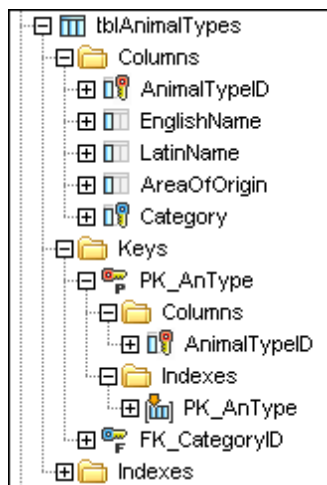 tblAnimalTypes
Columns
AnimalTypeID
EnglishName
LatinName
AreaOfOrigin
Category
Keys
P PK_AnType
Columns
AnimalTypeID
Indexes
PK_AnType
F FK_CategoryID
Indexes